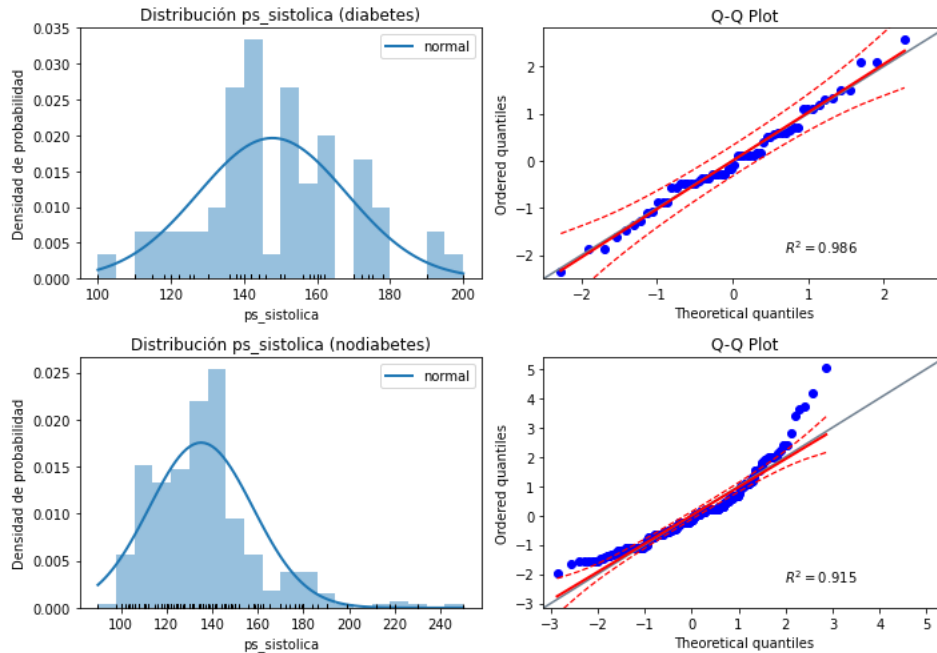 Distribución ps_sistolica (diabetes)
normal
Densidad de probabilidad
0.035
0.030
0.025
0.020
0.015
0.010
0.005
0.000
100 120 140 160 180 200
ps_sistolica
Q-Q Plot
Ordered quantiles
2
1
0
−1
−2
R² = 0.986
−2 −1 0 1 2
Theoretical quantiles
Distribución ps_sistolica (nodiabetes)
normal
Densidad de probabilidad
0.025
0.020
0.015
0.010
0.005
0.000
100 120 140 160 180 200 220 240
ps_sistolica
Q-Q Plot
Ordered quantiles
5
4
3
2
1
0
−1
−2
−3
R² = 0.915
−3 −2 −1 0 1 2 3 4 5
Theoretical quantiles